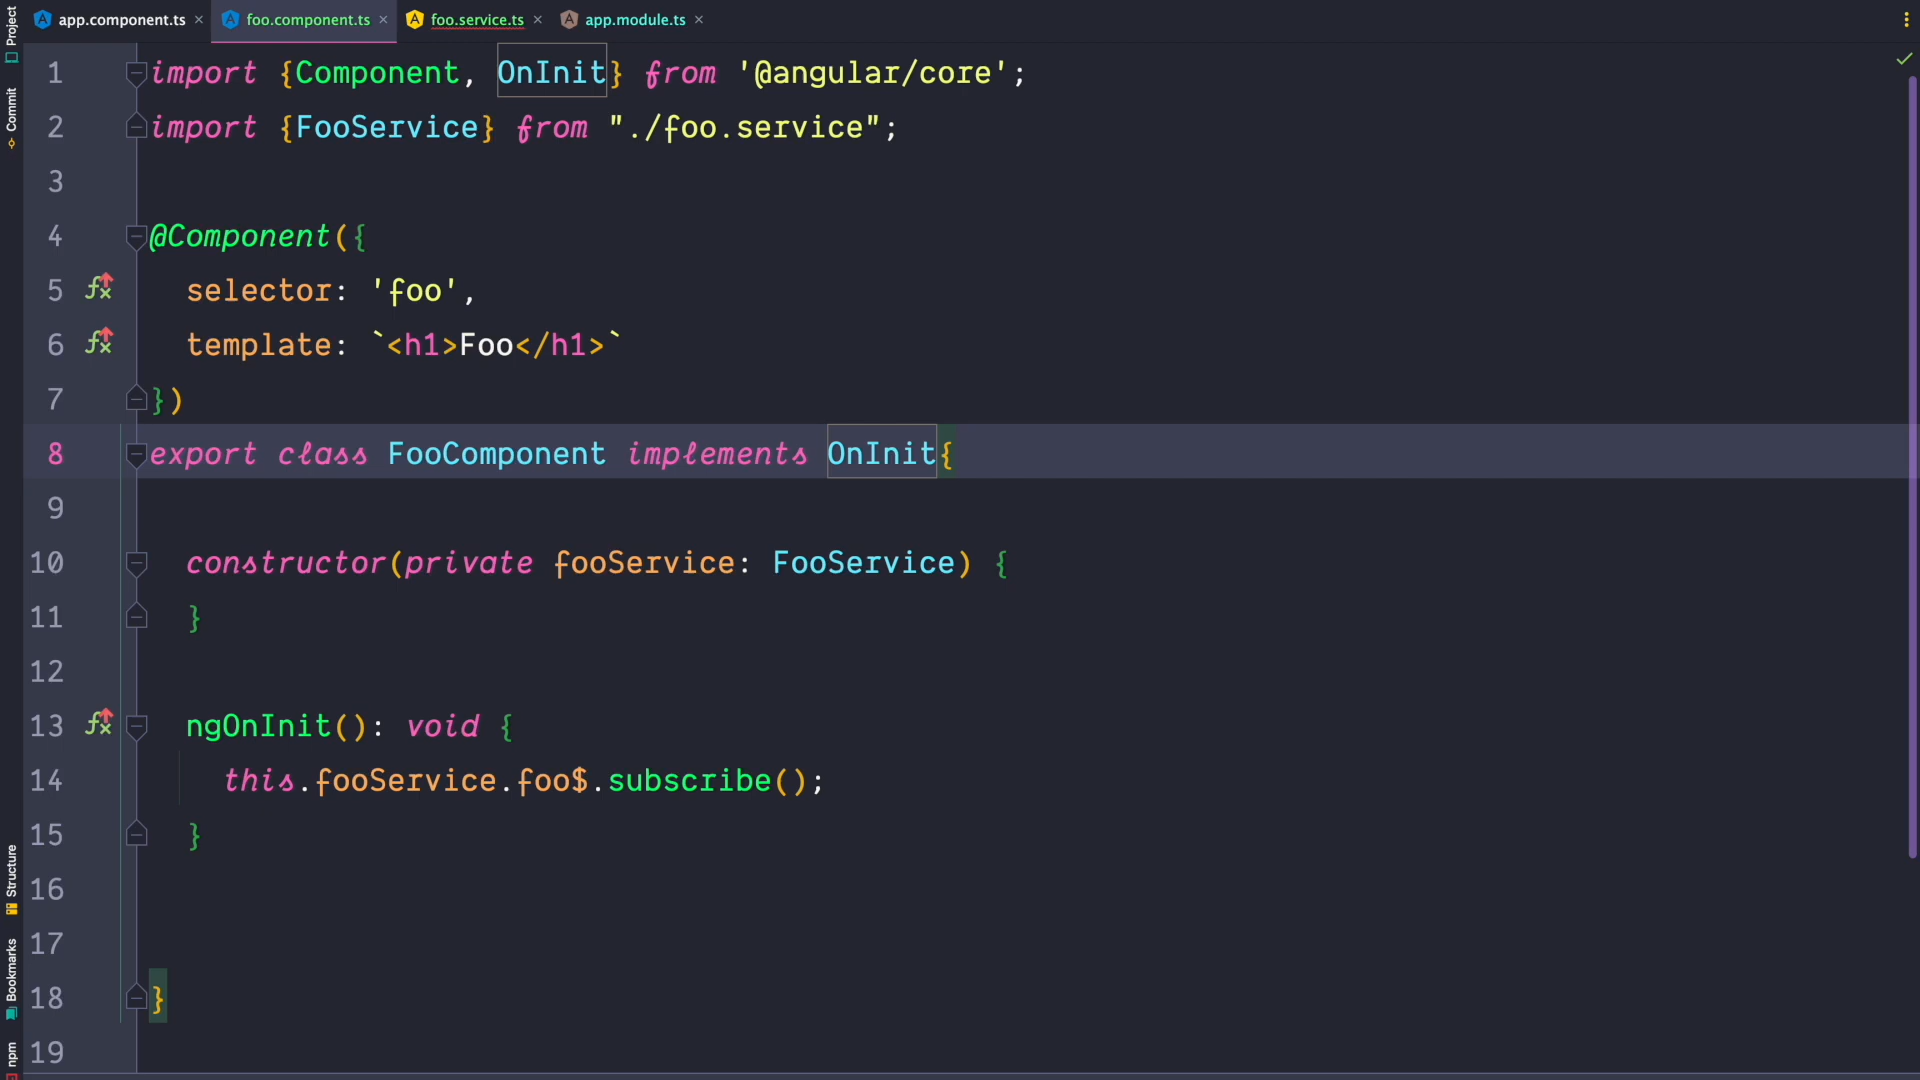 app.component.ts
foo.component.ts
foo.service.ts
app.module.ts
Project
Commit
Structure
Bookmarks
npm
1 import {Component, OnInit} from '@angular/core';
2 import {FooService} from "./foo.service";
3
4 @Component({
5   selector: 'foo',
6   template: `<h1>Foo</h1>`
7 })
8 export class FooComponent implements OnInit{
9
10   constructor(private fooService: FooService) {
11   }
12
13   ngOnInit(): void {
14     this.fooService.foo$.subscribe();
15   }
16
17
18 }
19